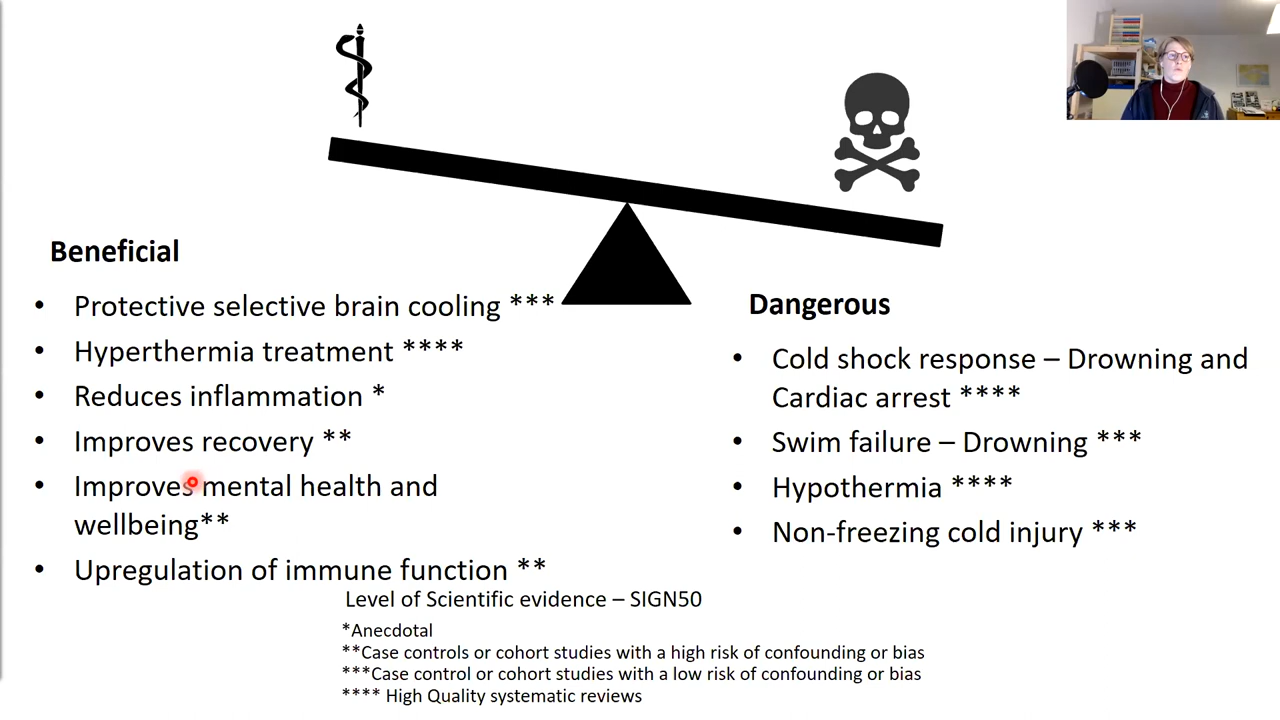 Beneficial
• Protective selective brain cooling ***
• Hyperthermia treatment ****
• Reduces inflammation *
• Improves recovery **
• Improves mental health and
wellbeing**
• Upregulation of immune function **
Dangerous
• Cold shock response – Drowning and
Cardiac arrest ****
• Swim failure – Drowning ***
• Hypothermia ****
• Non-freezing cold injury ***
Level of Scientific evidence – SIGN50
*Anecdotal
**Case controls or cohort studies with a high risk of confounding or bias
***Case control or cohort studies with a low risk of confounding or bias
**** High Quality systematic reviews